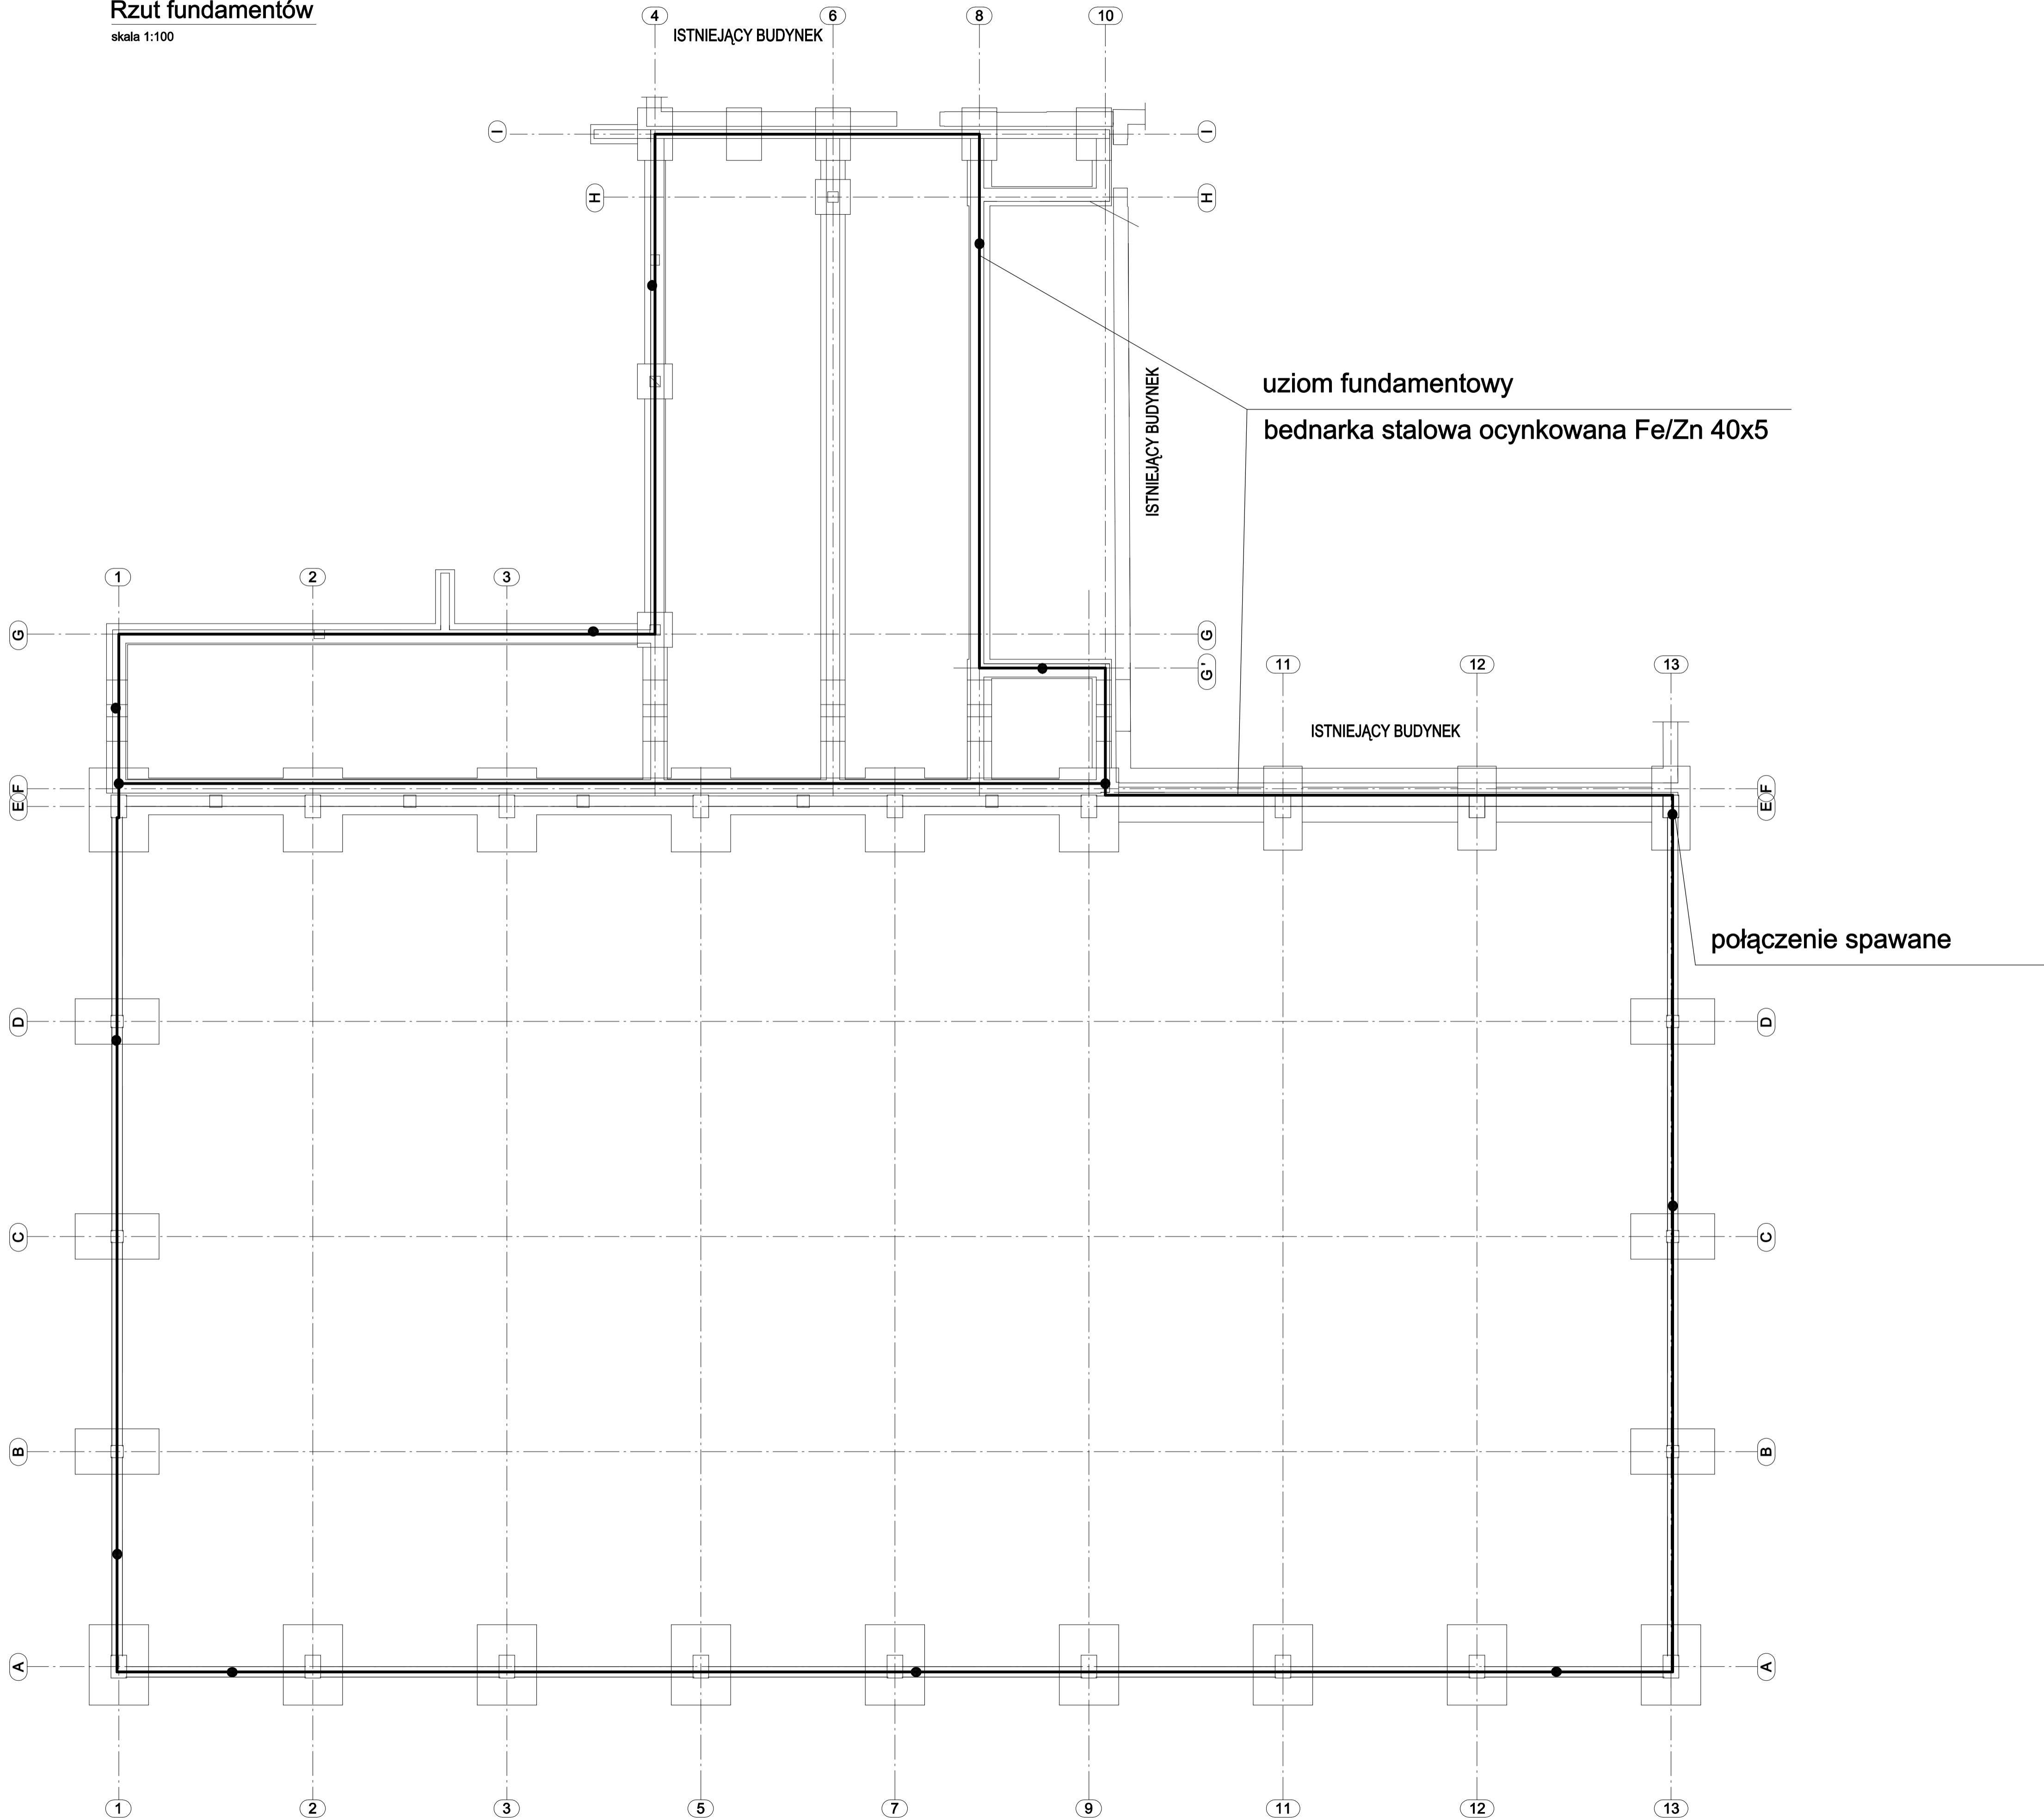 Rzut fundamentów
skala 1:100
4 6 8 10
ISTNIEJĄCY BUDYNEK
I I
H H
uziom fundamentowy
bednarka stalowa ocynkowana Fe/Zn 40x5
ISTNIEJĄCY BUDYNEK
1 2 3
G G
G'
11 12 13
ISTNIEJĄCY BUDYNEK
F F
E E
połączenie spawane
D D
C C
B B
A A
1 2 3 5 7 9 11 12 13